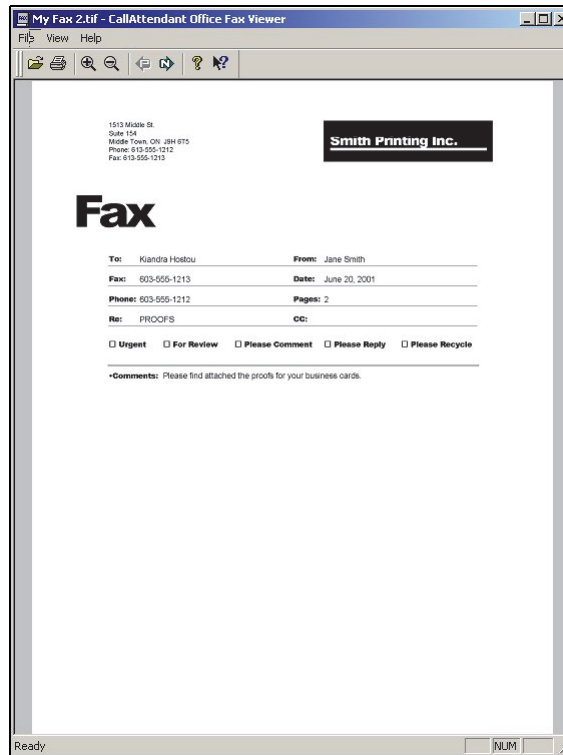 My Fax 2.tif - CallAttendant Office Fax Viewer
File View Help
1513 Middle St.
Suite 154
Middle Town, ON J9H 6T5
Phone: 613-555-1212
Fax: 613-555-1213
Smith Printing Inc.
Fax
To: Kiandra Hostou From: Jane Smith
Fax: 603-555-1213 Date: June 20, 2001
Phone: 603-555-1212 Pages: 2
Re: PROOFS CC:
☐ Urgent ☐ For Review ☐ Please Comment ☐ Please Reply ☐ Please Recycle
•Comments: Please find attached the proofs for your business cards.
Ready NUM